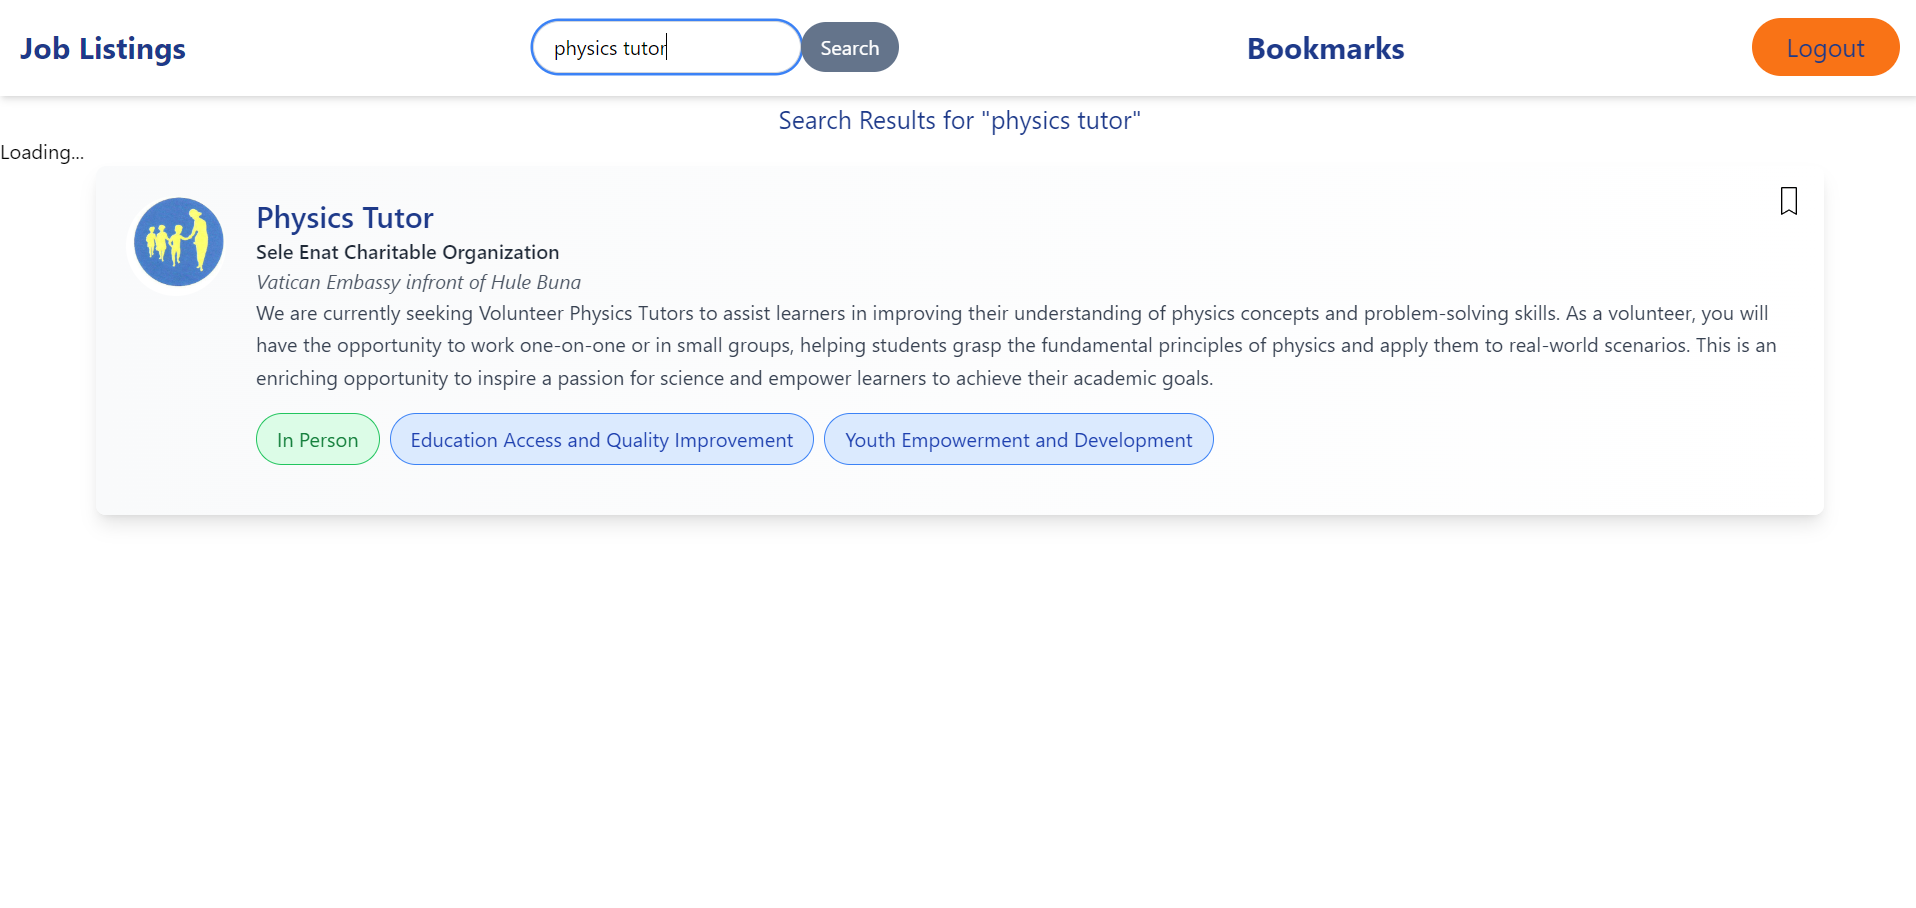 Job Listings
physics tutor
Search
Bookmarks
Logout
Search Results for "physics tutor"
Loading...
Physics Tutor
Sele Enat Charitable Organization
Vatican Embassy infront of Hule Buna
We are currently seeking Volunteer Physics Tutors to assist learners in improving their understanding of physics concepts and problem-solving skills. As a volunteer, you will
have the opportunity to work one-on-one or in small groups, helping students grasp the fundamental principles of physics and apply them to real-world scenarios. This is an
enriching opportunity to inspire a passion for science and empower learners to achieve their academic goals.
In Person
Education Access and Quality Improvement
Youth Empowerment and Development